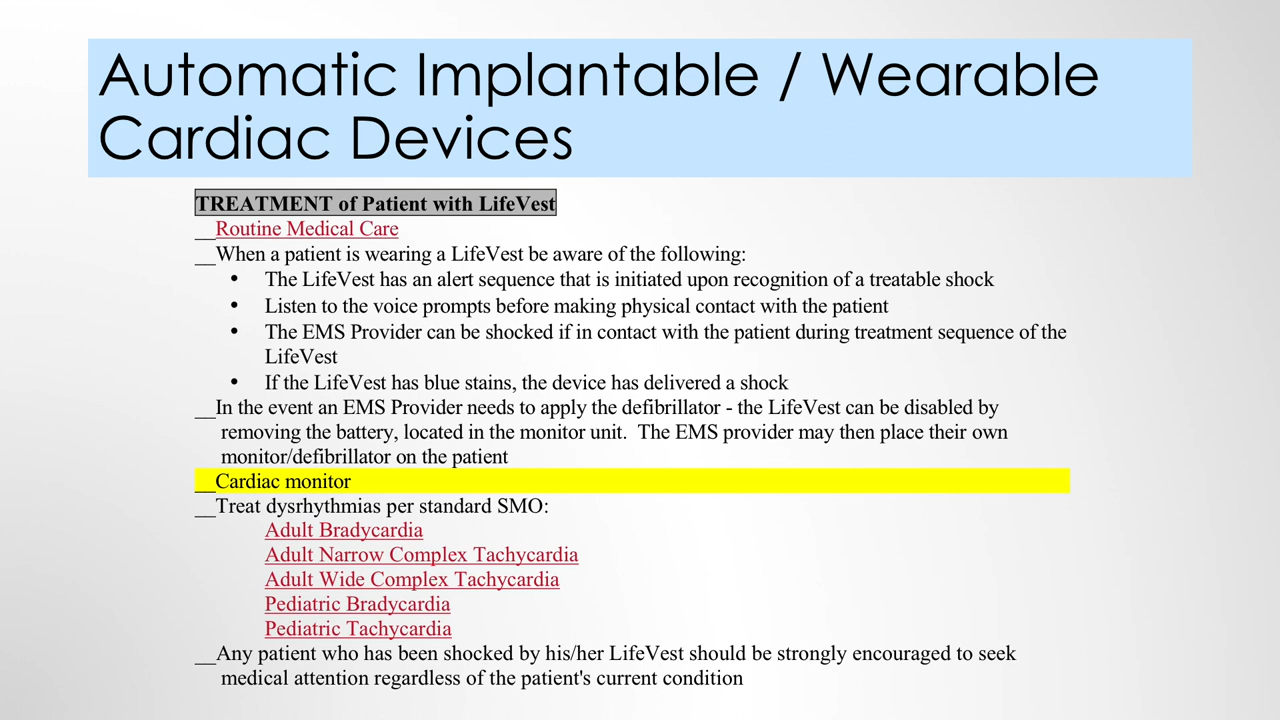 Automatic Implantable / Wearable
Cardiac Devices
TREATMENT of Patient with LifeVest
__Routine Medical Care
__When a patient is wearing a LifeVest be aware of the following:
• The LifeVest has an alert sequence that is initiated upon recognition of a treatable shock
• Listen to the voice prompts before making physical contact with the patient
• The EMS Provider can be shocked if in contact with the patient during treatment sequence of the
LifeVest
• If the LifeVest has blue stains, the device has delivered a shock
__In the event an EMS Provider needs to apply the defibrillator - the LifeVest can be disabled by
removing the battery, located in the monitor unit. The EMS provider may then place their own
monitor/defibrillator on the patient
__Cardiac monitor
__Treat dysrhythmias per standard SMO:
Adult Bradycardia
Adult Narrow Complex Tachycardia
Adult Wide Complex Tachycardia
Pediatric Bradycardia
Pediatric Tachycardia
__Any patient who has been shocked by his/her LifeVest should be strongly encouraged to seek
medical attention regardless of the patient's current condition